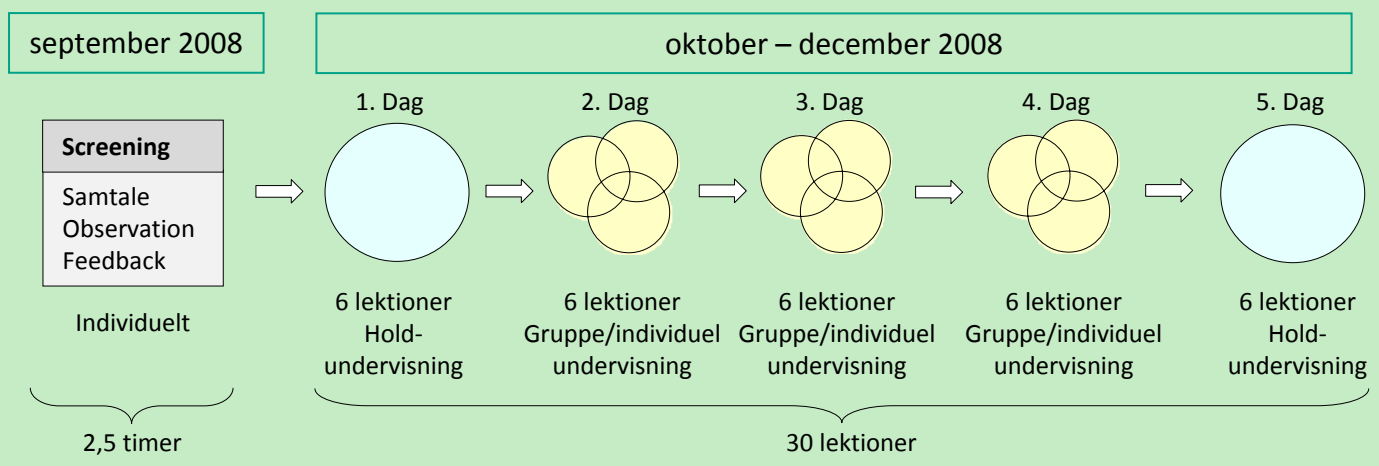 september 2008
oktober – december 2008
Screening
Samtale
Observation
Feedback
Individuelt
2,5 timer
1. Dag
6 lektioner
Hold-
undervisning
2. Dag
6 lektioner
Gruppe/individuel
undervisning
3. Dag
6 lektioner
Gruppe/individuel
undervisning
4. Dag
6 lektioner
Gruppe/individuel
undervisning
5. Dag
6 lektioner
Hold-
undervisning
30 lektioner